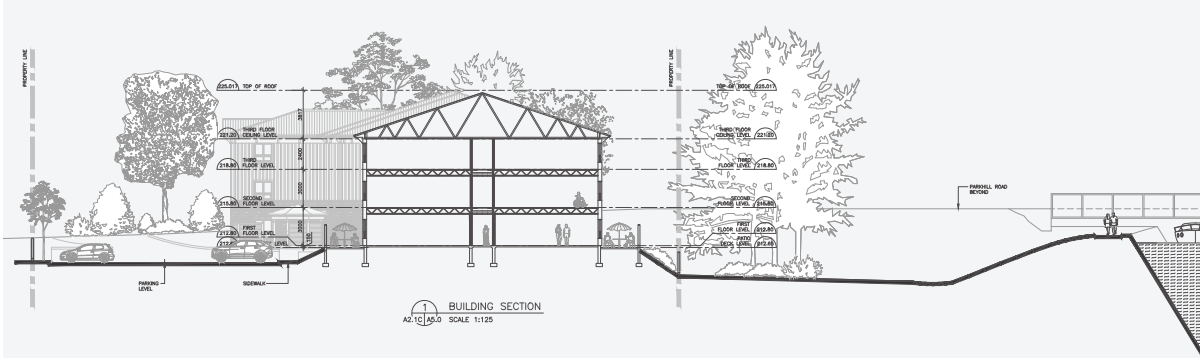 PROPERTY LINE
225.017 TOP OF ROOF
3817
221.20 THIRD FLOOR
CEILING LEVEL
2400
218.80 THIRD
FLOOR LEVEL
3000
215.80 SECOND
FLOOR LEVEL
3000
212.80 FIRST
FLOOR LEVEL
LEVEL
PARKING
LEVEL
SIDEWALK
PROPERTY LINE
TOP OF ROOF 225.017
THIRD FLOOR
CEILING LEVEL 221.20
THIRD
FLOOR LEVEL 218.80
SECOND
FLOOR LEVEL 215.80
FIRST
FLOOR LEVEL 212.80
PATIO
DECK LEVEL
PARKHILL ROAD
BEYOND
1 BUILDING SECTION
A2.1C A5.0 SCALE 1:125